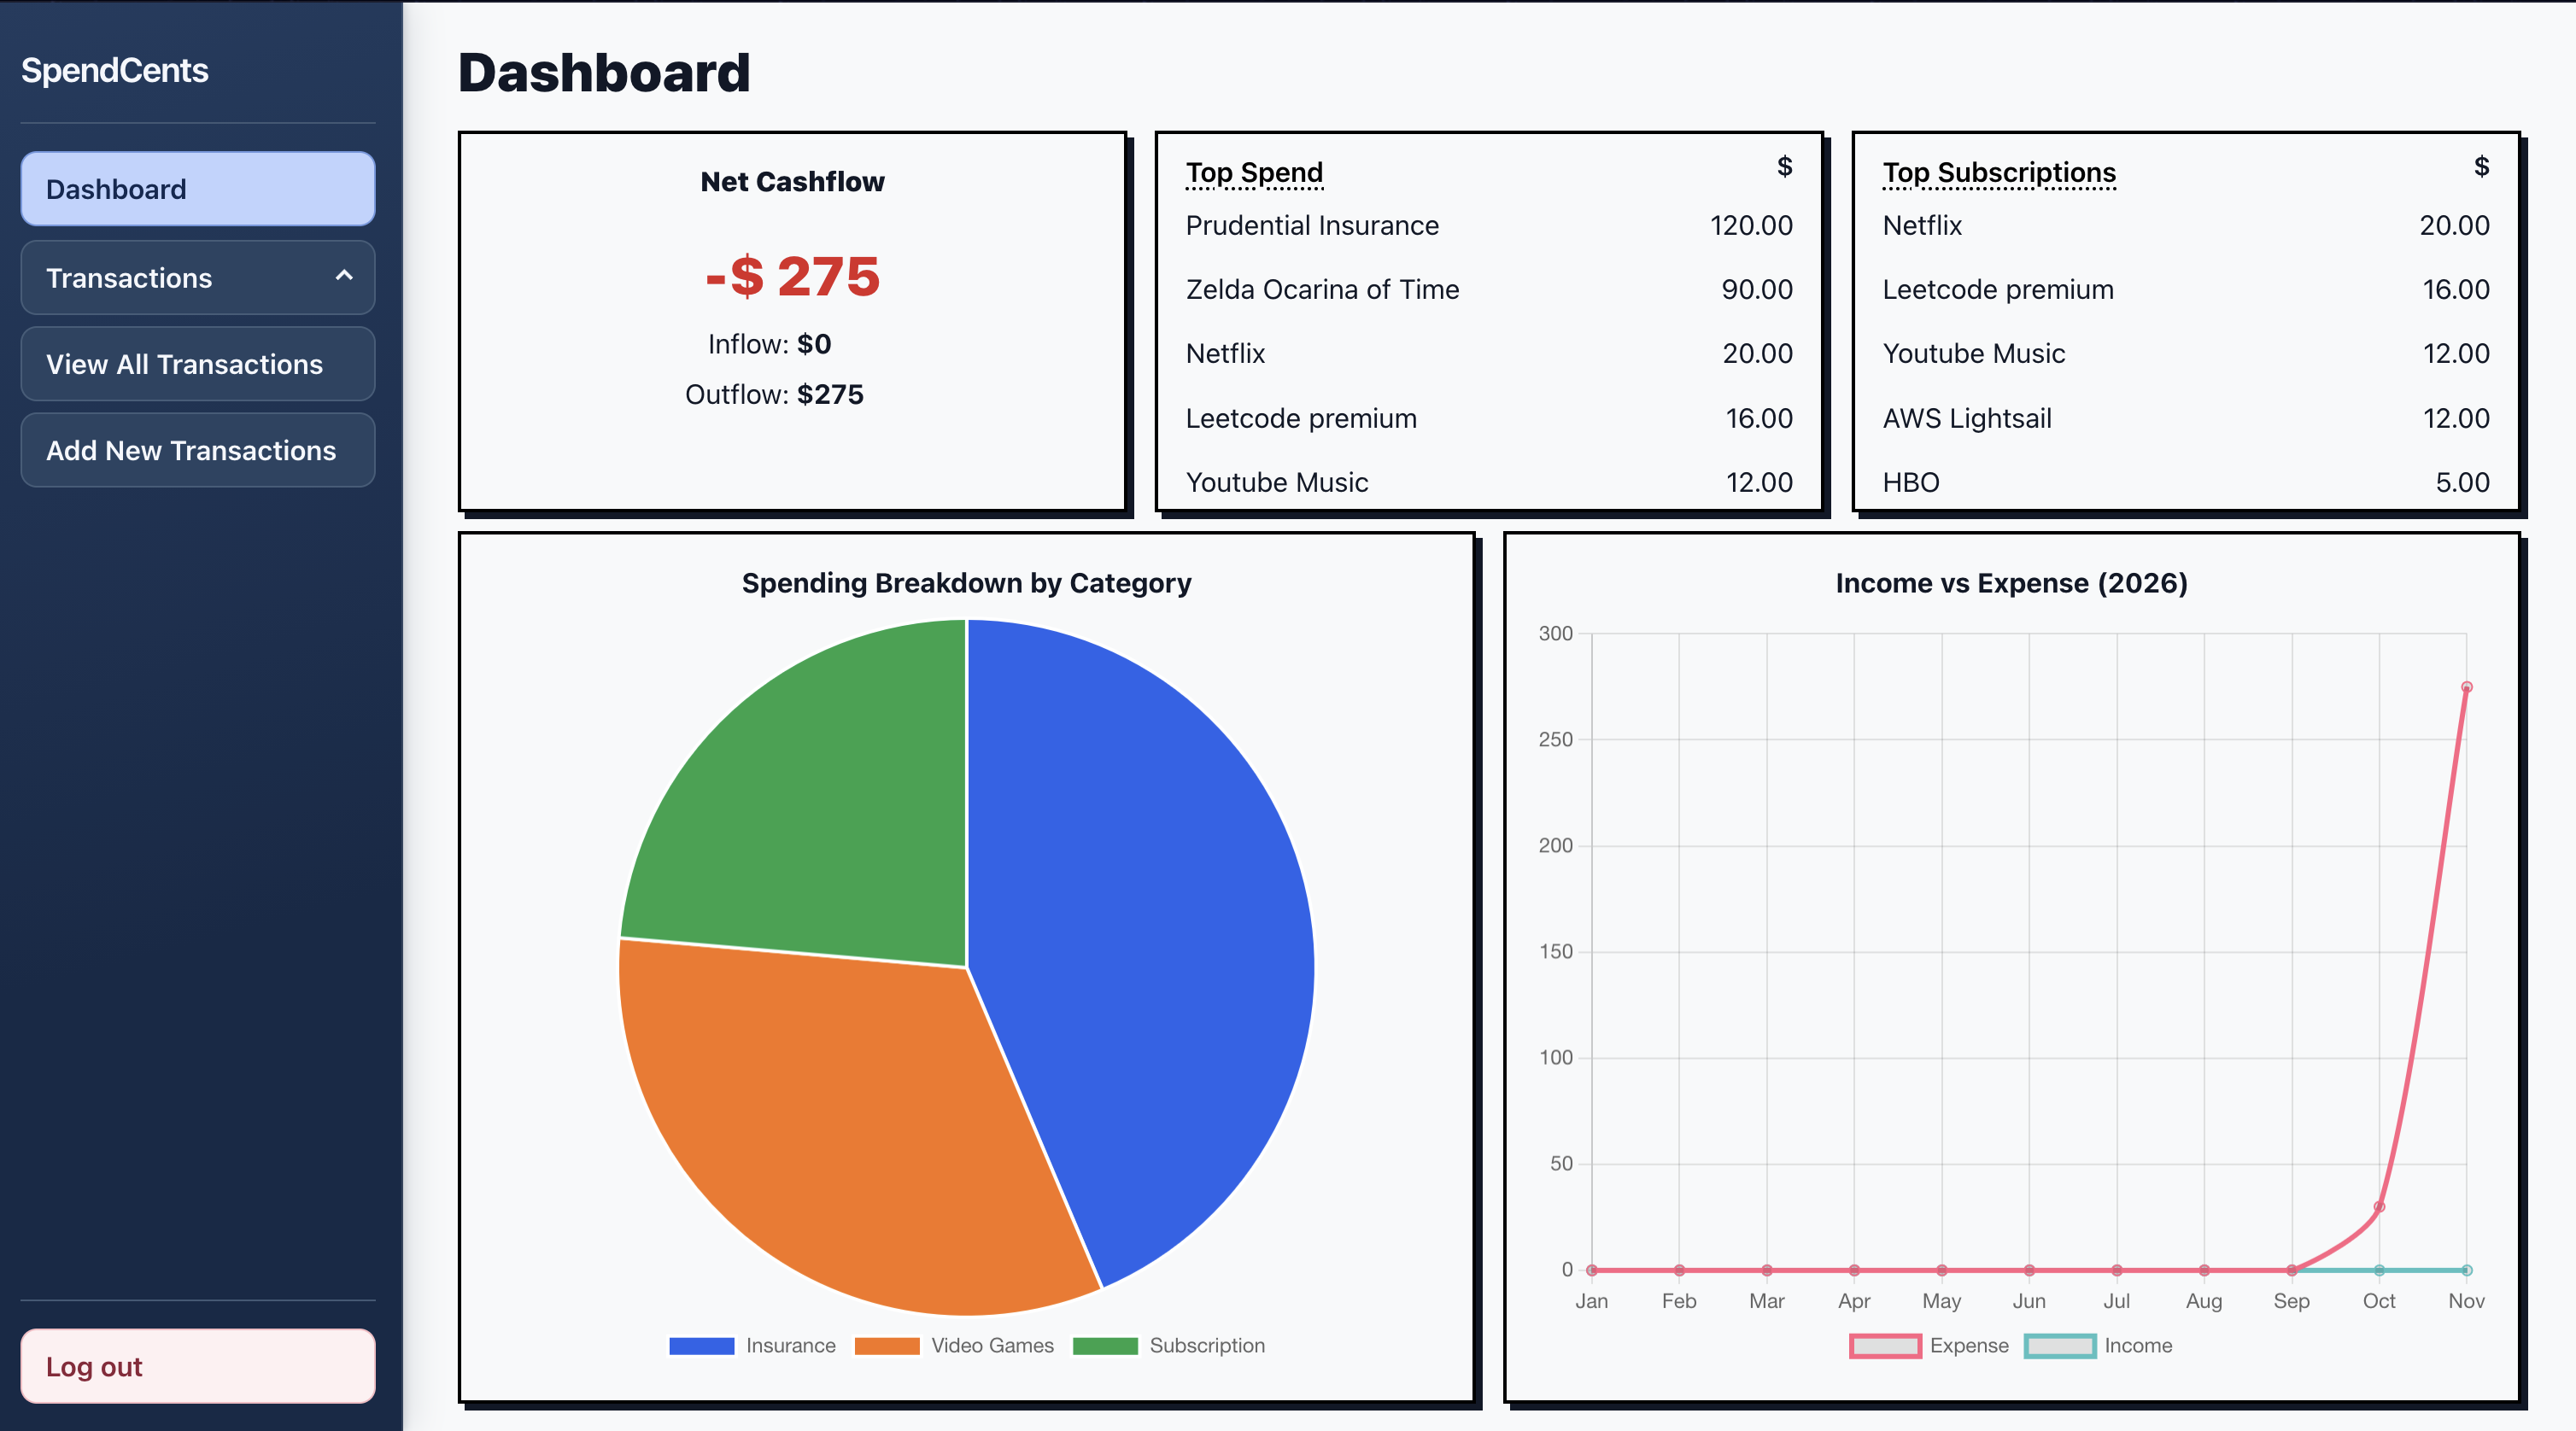 SpendCents
Dashboard
Transactions
View All Transactions
Add New Transactions
Log out
Dashboard
Net Cashflow
-$ 275
Inflow: $0
Outflow: $275
Top Spend $
Prudential Insurance 120.00
Zelda Ocarina of Time 90.00
Netflix 20.00
Leetcode premium 16.00
Youtube Music 12.00
Top Subscriptions $
Netflix 20.00
Leetcode premium 16.00
Youtube Music 12.00
AWS Lightsail 12.00
HBO 5.00
Spending Breakdown by Category
Insurance Video Games Subscription
Income vs Expense (2026)
300
250
200
150
100
50
0
Jan Feb Mar Apr May Jun Jul Aug Sep Oct Nov
Expense Income